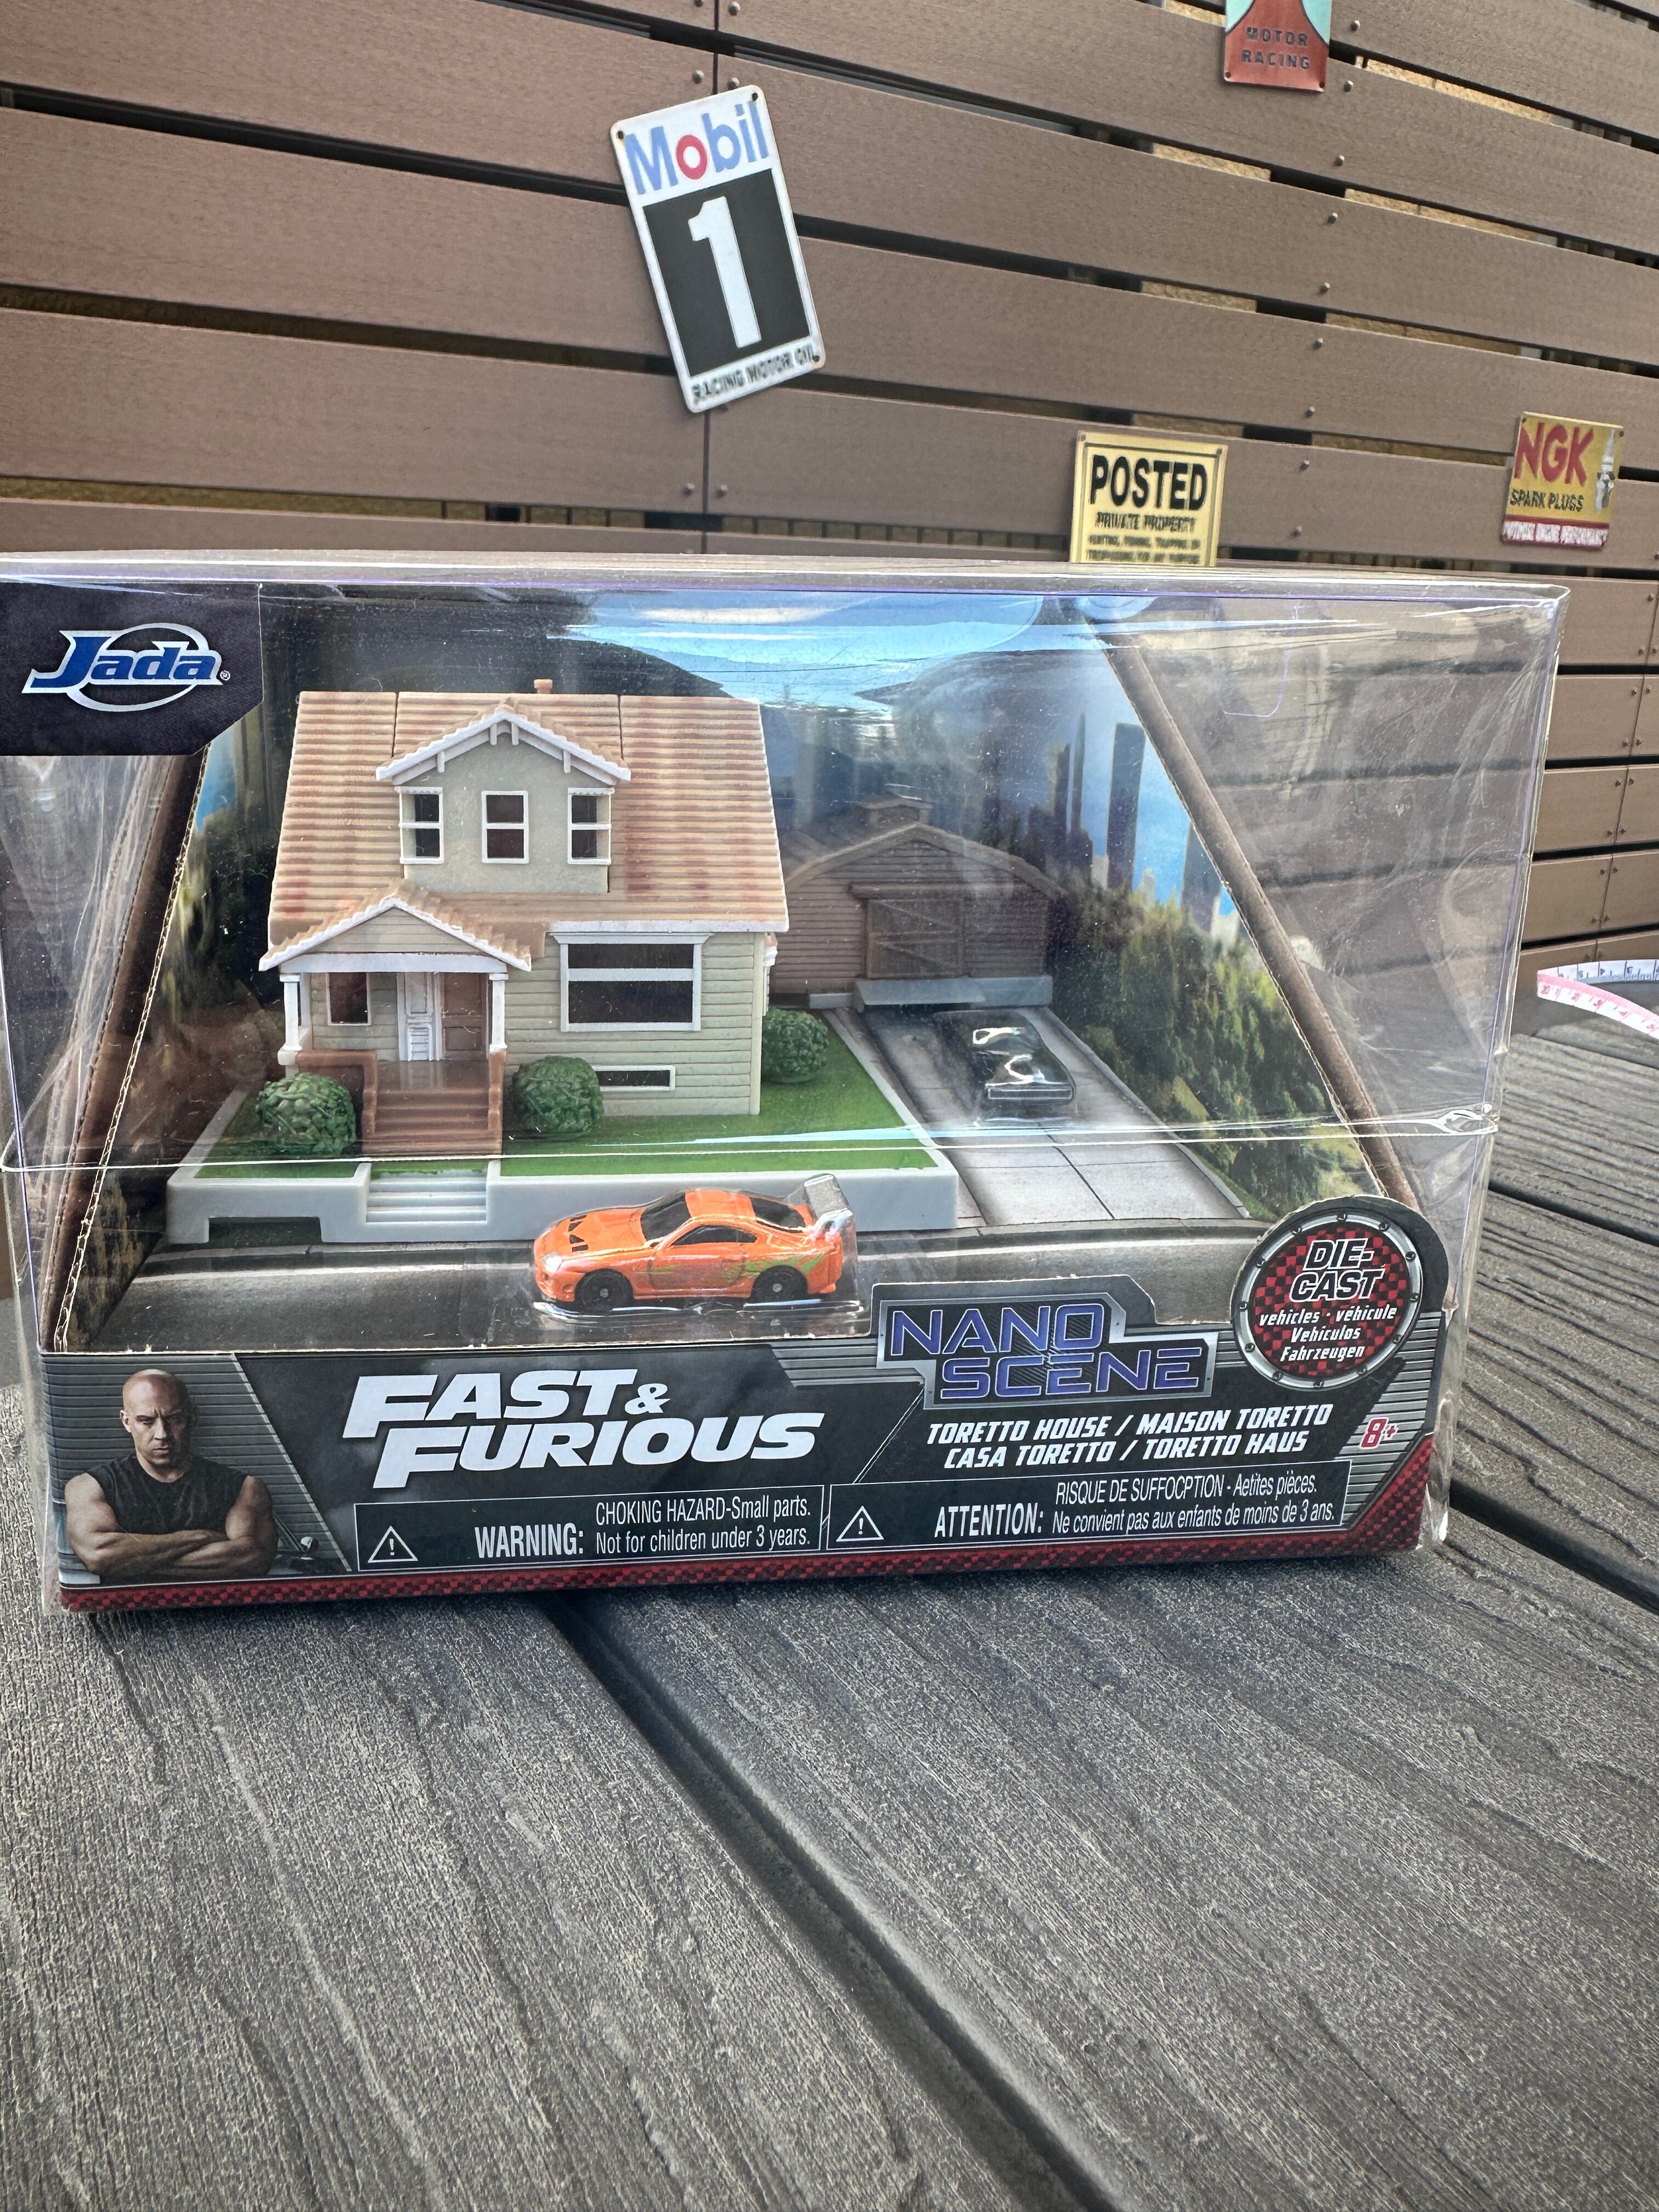 MOTOR
RACING
Mobil
1
RACING MOTOR OIL
POSTED
PRIVATE PROPERTY
NGK
SPARK PLUGS
Jada®
DIE-
CAST
vehicles · véhicule
Vehículos
Fahrzeugen
NANO
SCENE
FAST &
FURIOUS
TORETTO HOUSE / MAISON TORETTO
CASA TORETTO / TORETTO HAUS
8+
WARNING:
CHOKING HAZARD-Small parts.
Not for children under 3 years.
ATTENTION:
RISQUE DE SUFFOCPTION - Aetites pièces.
Ne convient pas aux enfants de moins de 3 ans.